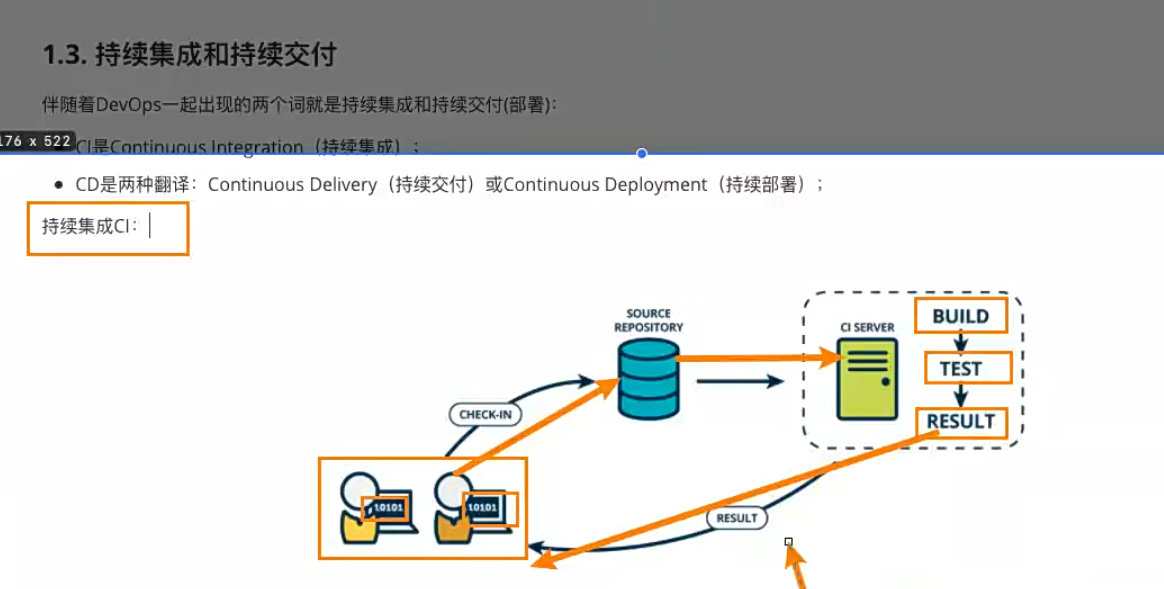 1.3. 持续集成和持续交付
伴随着DevOps一起出现的两个词就是持续集成和持续交付(部署)：
176 x 522
CI是Continuous Integration（持续集成）；
● CD是两种翻译：Continuous Delivery（持续交付）或Continuous Deployment（持续部署）；
持续集成CI：
SOURCE
REPOSITORY
CI SERVER
BUILD
TEST
RESULT
CHECK-IN
10101
10101
RESULT